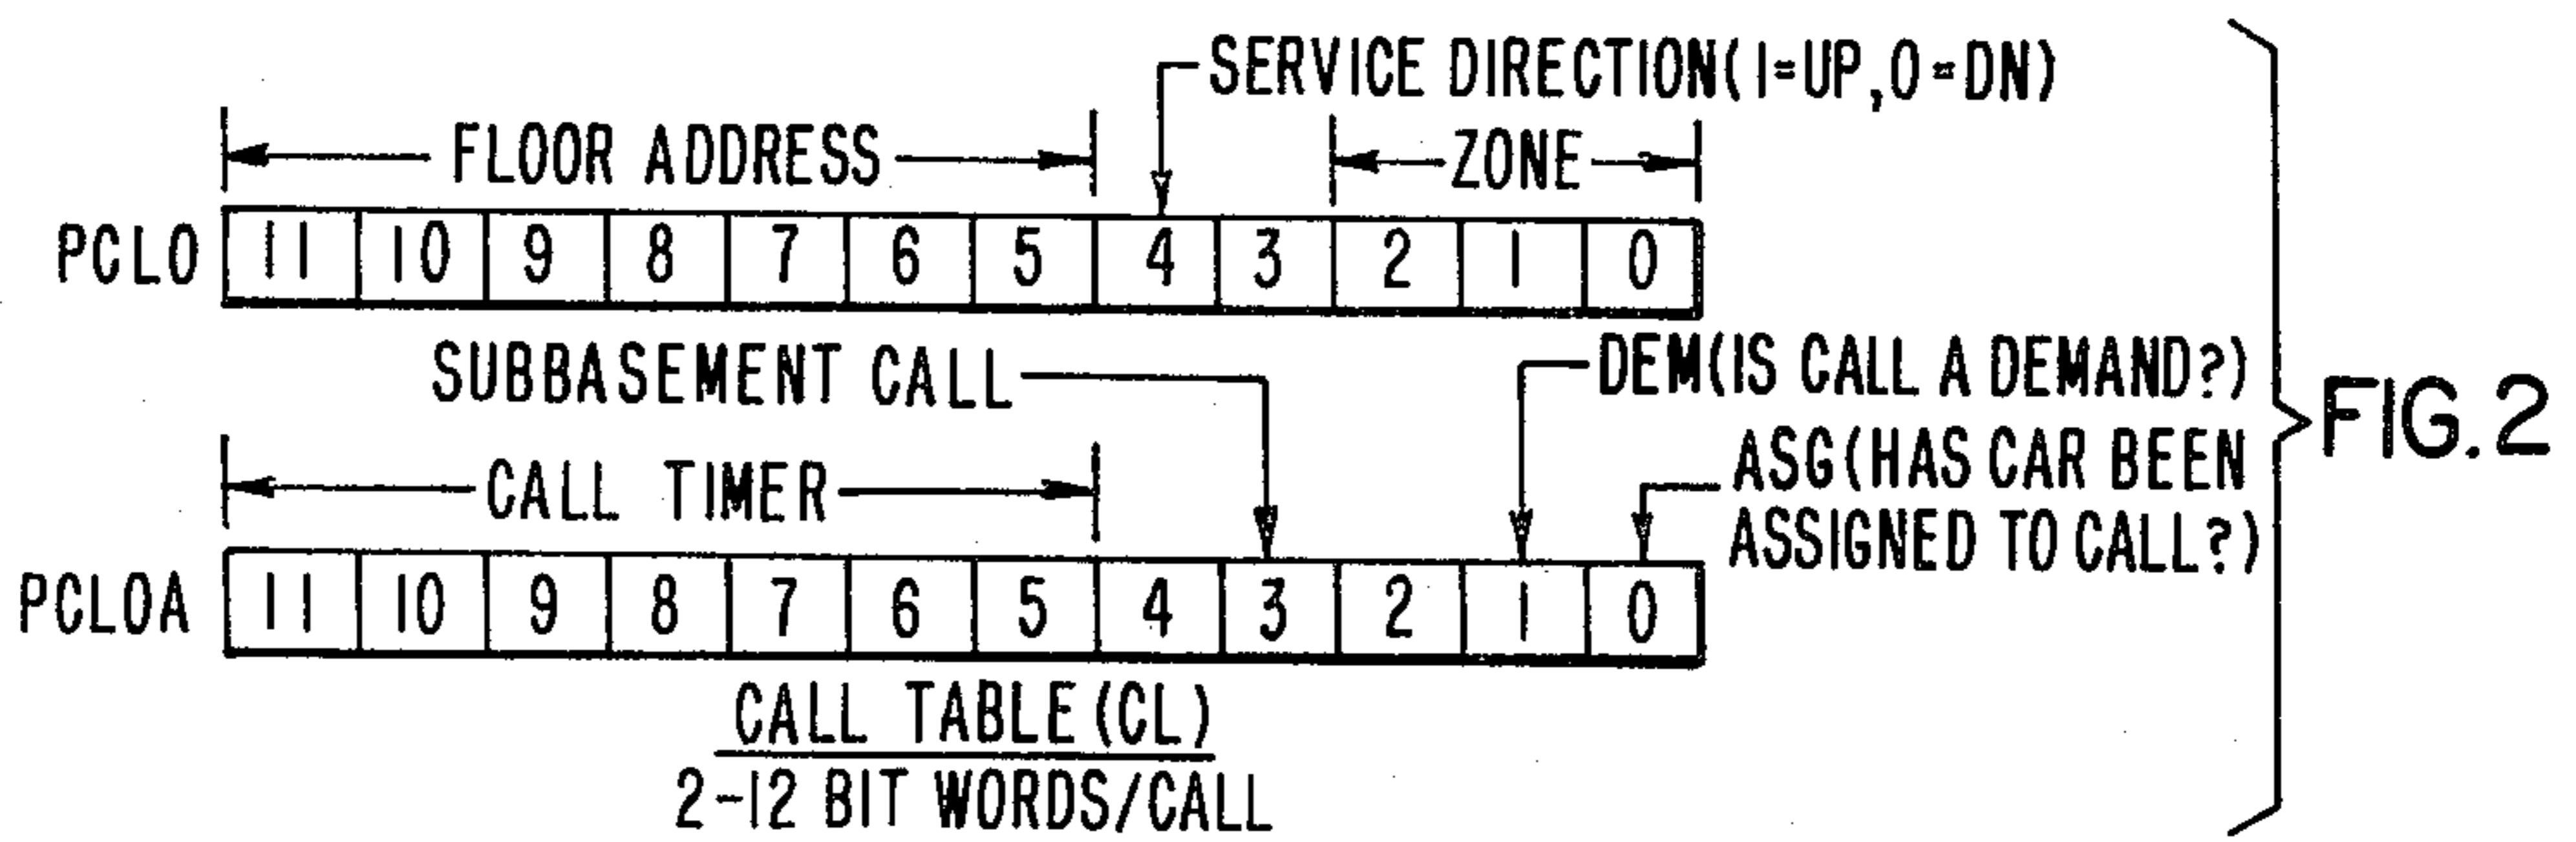 SERVICE DIRECTION(1=UP,0=DN)
FLOOR ADDRESS
ZONE
PCLO 11 10 9 8 7 6 5 4 3 2 1 0
SUBBASEMENT CALL
DEM(IS CALL A DEMAND?)
CALL TIMER
ASG(HAS CAR BEEN
ASSIGNED TO CALL?)
PCLOA 11 10 9 8 7 6 5 4 3 2 1 0
CALL TABLE(CL)
2-12 BIT WORDS/CALL
FIG.2